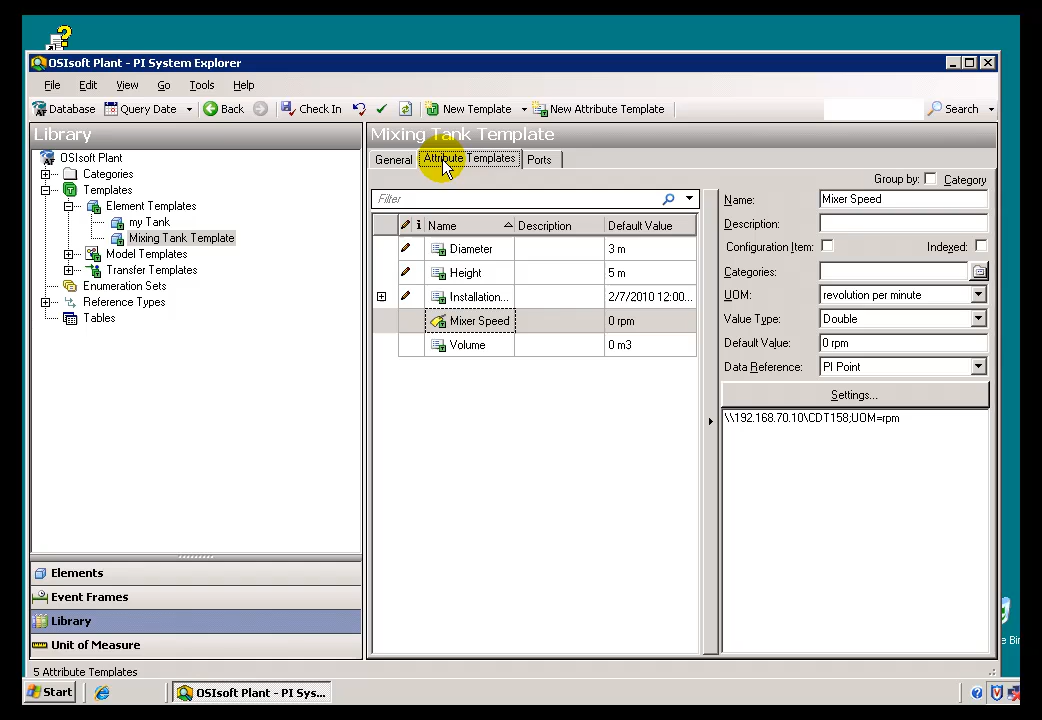 OSIsoft Plant - PI System Explorer
File Edit View Go Tools Help
Database Query Date Back Check In New Template New Attribute Template Search
Library
OSIsoft Plant
Categories
Templates
Element Templates
my Tank
Mixing Tank Template
Model Templates
Transfer Templates
Enumeration Sets
Reference Types
Tables
Elements
Event Frames
Library
Unit of Measure
Mixing Tank Template
General Attribute Templates Ports
Group by: Category
Filter
Name Description Default Value
Diameter 3 m
Height 5 m
Installation... 2/7/2010 12:00...
Mixer Speed 0 rpm
Volume 0 m3
Name: Mixer Speed
Description:
Configuration Item: Indexed:
Categories:
UOM: revolution per minute
Value Type: Double
Default Value: 0 rpm
Data Reference: PI Point
Settings...
\\192.168.70.10\CDT158;UOM=rpm
5 Attribute Templates
Start OSIsoft Plant - PI Sys...